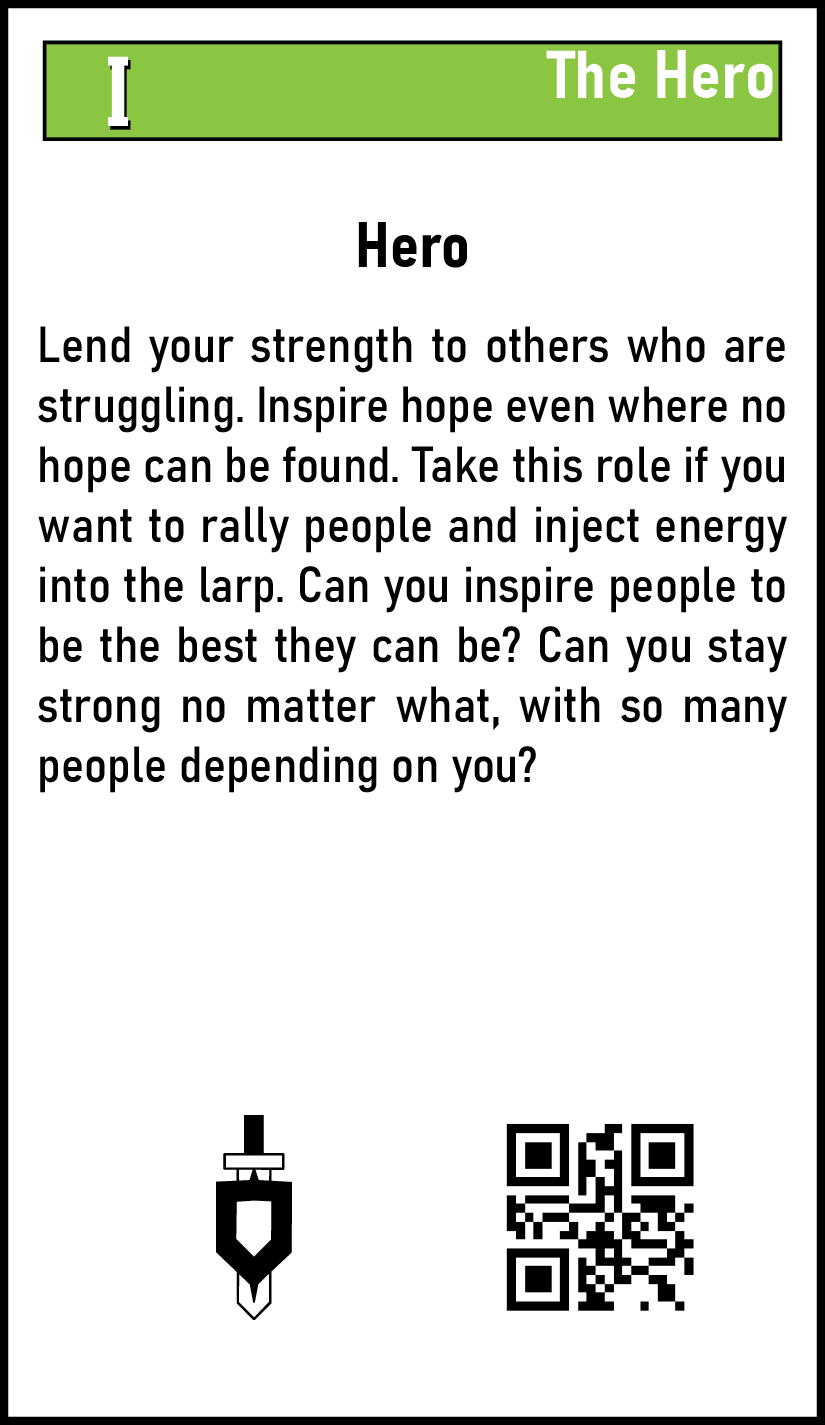 I
The Hero
Hero
Lend your strength to others who are
struggling. Inspire hope even where no
hope can be found. Take this role if you
want to rally people and inject energy
into the larp. Can you inspire people to
be the best they can be? Can you stay
strong no matter what, with so many
people depending on you?